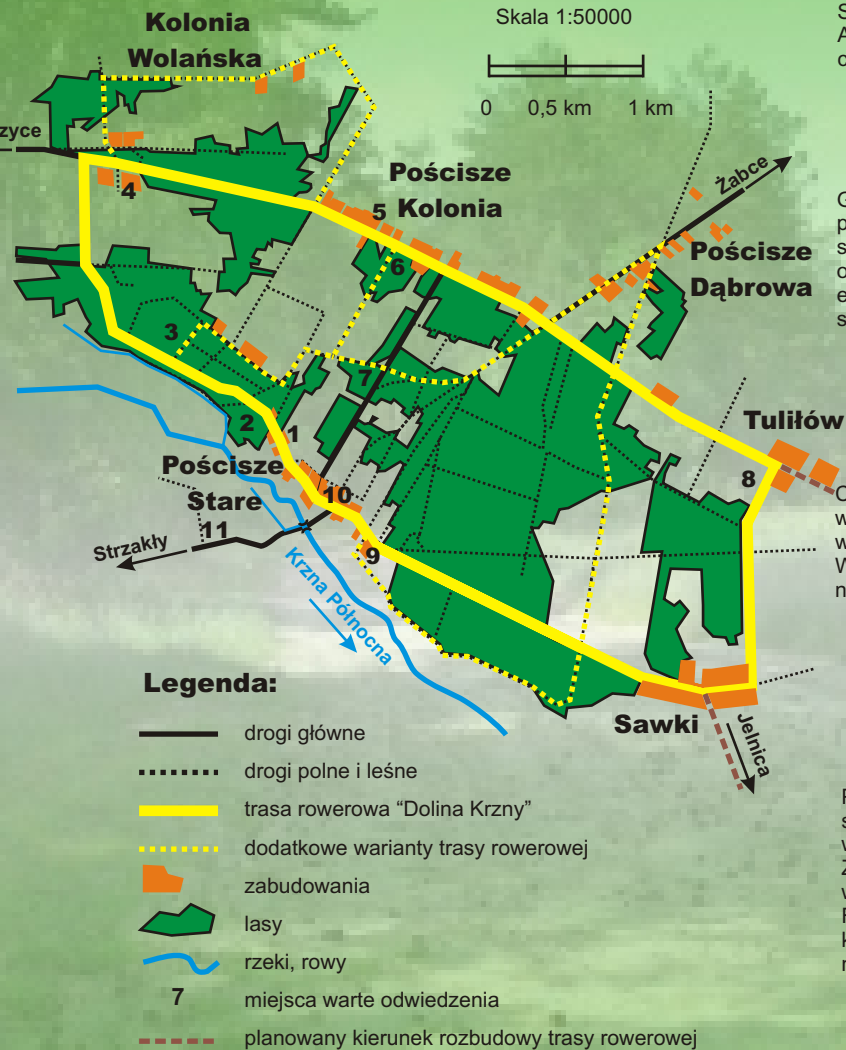 Kolonia
Wolańska
Skala 1:50000
0 0,5 km 1 km
zyce
4
Pościsze
Kolonia
5
6
Żabce
Pościsze
Dąbrowa
3
7
2
1
Tuliłów
8
Pościsze
Stare
10
11
9
Strzakły
Krzna Północna
Sawki
Jelnica
Legenda:
drogi główne
drogi polne i leśne
trasa rowerowa “Dolina Krzny”
dodatkowe warianty trasy rowerowej
zabudowania
lasy
rzeki, rowy
7 miejsca warte odwiedzenia
planowany kierunek rozbudowy trasy rowerowej